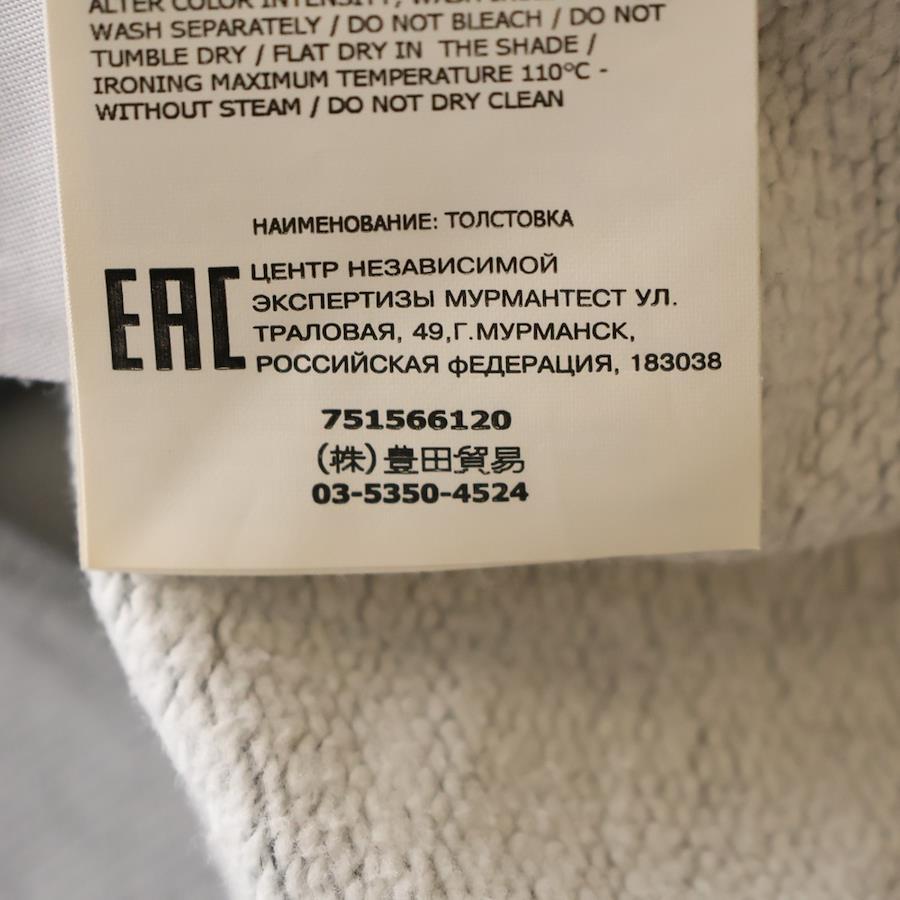 ALTER COLOR INTENSITY, WASH
WASH SEPARATELY / DO NOT BLEACH / DO NOT
TUMBLE DRY / FLAT DRY IN THE SHADE /
IRONING MAXIMUM TEMPERATURE 110°C -
WITHOUT STEAM / DO NOT DRY CLEAN
НАИМЕНОВАНИЕ: ТОЛСТОВКА
EAC
ЦЕНТР НЕЗАВИСИМОЙ
ЭКСПЕРТИЗЫ МУРМАНТЕСТ УЛ.
ТРАЛОВАЯ, 49,Г.МУРМАНСК,
РОССИЙСКАЯ ФЕДЕРАЦИЯ, 183038
751566120
(株)豊田貿易
03-5350-4524